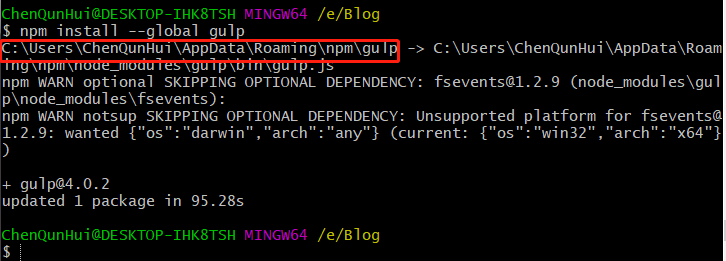 ChenQunHui@DESKTOP-IHK8TSH MINGW64 /e/Blog
$ npm install --global gulp
C:\Users\ChenQunHui\AppData\Roaming\npm\gulp -> C:\Users\ChenQunHui\AppData\Roam
ing\npm\node_modules\gulp\bin\gulp.js
npm WARN optional SKIPPING OPTIONAL DEPENDENCY: fsevents@1.2.9 (node_modules\gul
p\node_modules\fsevents):
npm WARN notsup SKIPPING OPTIONAL DEPENDENCY: Unsupported platform for fsevents@
1.2.9: wanted {"os":"darwin","arch":"any"} (current: {"os":"win32","arch":"x64"}
)
+ gulp@4.0.2
updated 1 package in 95.28s
ChenQunHui@DESKTOP-IHK8TSH MINGW64 /e/Blog
$